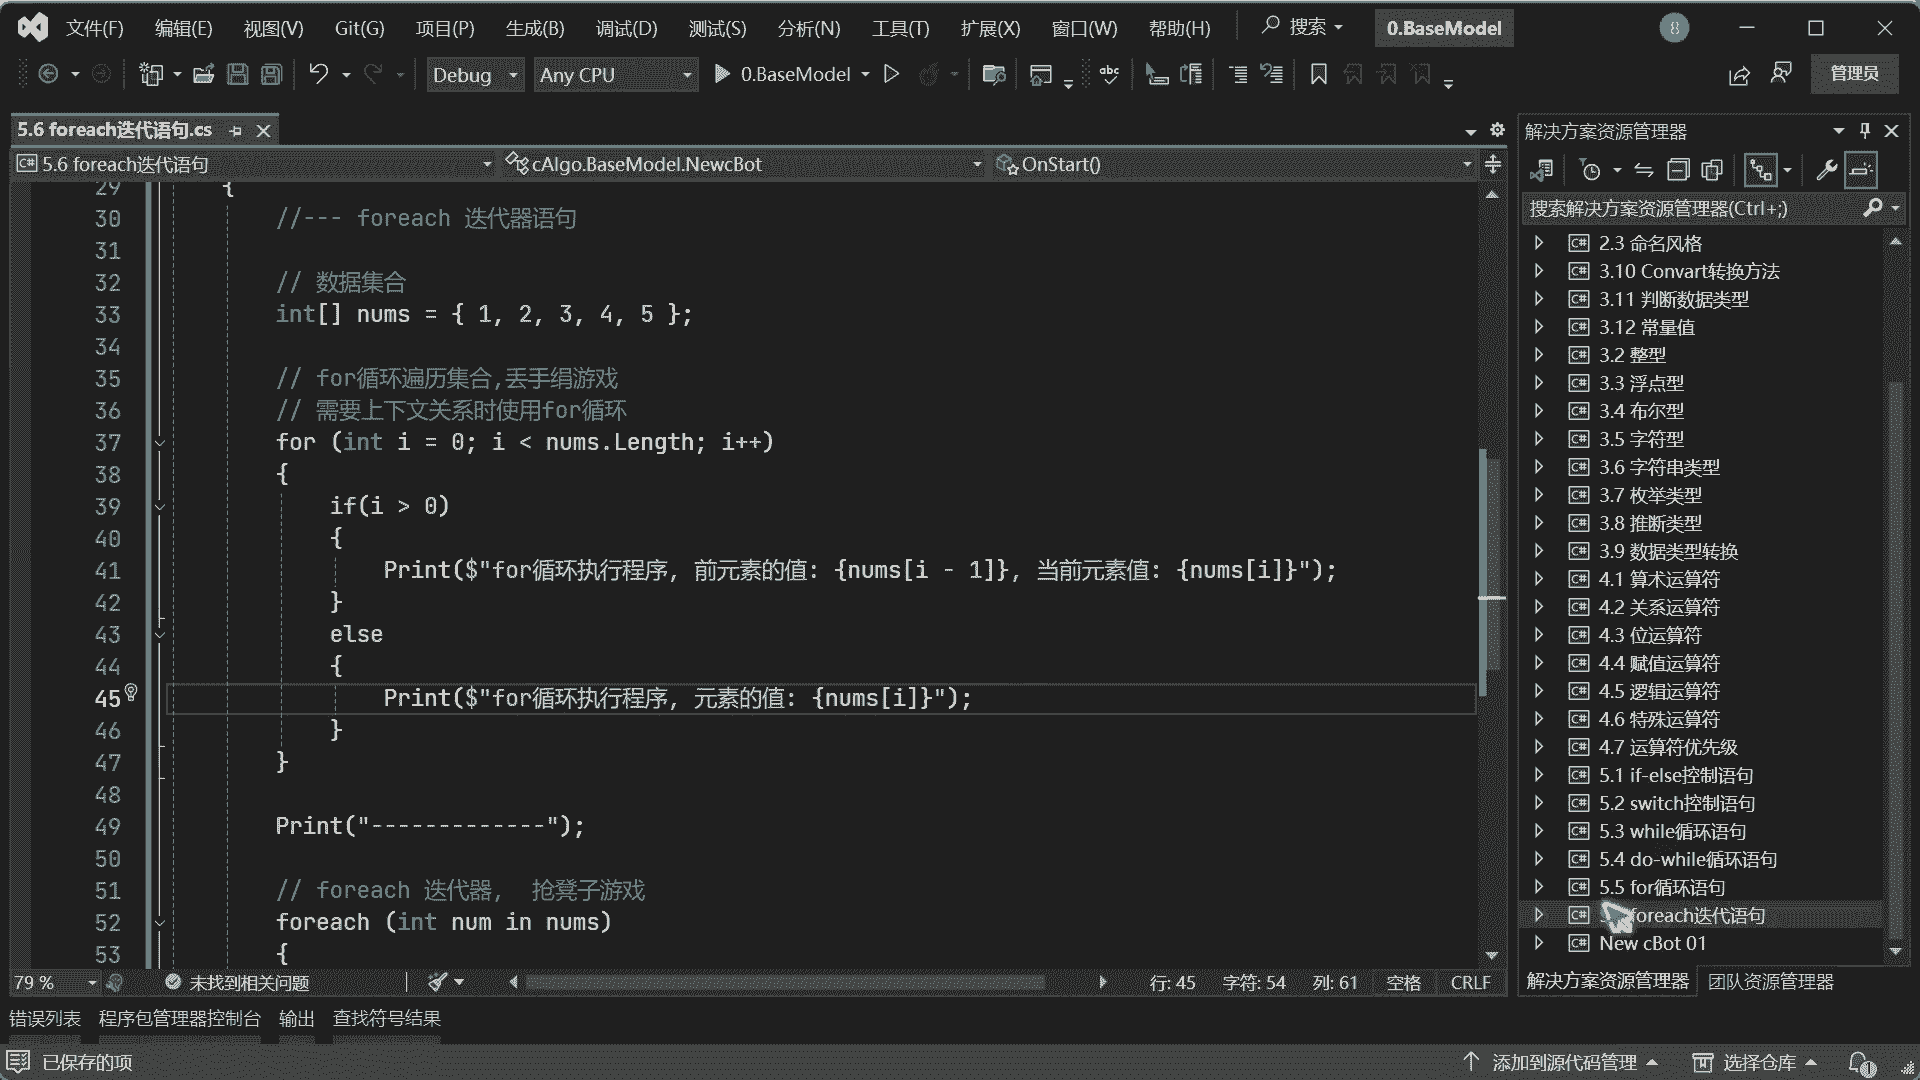 文件(F) 编辑(E) 视图(V) Git(G) 项目(P) 生成(B) 调试(D) 测试(S) 分析(N) 工具(T) 扩展(X) 窗口(W) 帮助(H) 搜索 0.BaseModel
Debug Any CPU 0.BaseModel 管理员
5.6 foreach迭代语句.cs
C# 5.6 foreach迭代语句 cAlgo.BaseModel.NewcBot OnStart()
29 {
30 //--- foreach 迭代器语句
31
32 // 数据集合
33 int[] nums = { 1, 2, 3, 4, 5 };
34
35 // for循环遍历集合,丢手绢游戏
36 // 需要上下文关系时使用for循环
37 for (int i = 0; i < nums.Length; i++)
38 {
39 if(i > 0)
40 {
41 Print($"for循环执行程序, 前元素的值: {nums[i - 1]}, 当前元素值: {nums[i]}");
42 }
43 else
44 {
45 Print($"for循环执行程序, 元素的值: {nums[i]}");
46 }
47 }
48
49 Print("-------------");
50
51 // foreach 迭代器, 抢凳子游戏
52 foreach (int num in nums)
53 {
79 % 未找到相关问题 行: 45 字符: 54 列: 61 空格 CRLF
解决方案资源管理器
搜索解决方案资源管理器(Ctrl+;)
C# 2.3 命名风格
C# 3.10 Convart转换方法
C# 3.11 判断数据类型
C# 3.12 常量值
C# 3.2 整型
C# 3.3 浮点型
C# 3.4 布尔型
C# 3.5 字符型
C# 3.6 字符串类型
C# 3.7 枚举类型
C# 3.8 推断类型
C# 3.9 数据类型转换
C# 4.1 算术运算符
C# 4.2 关系运算符
C# 4.3 位运算符
C# 4.4 赋值运算符
C# 4.5 逻辑运算符
C# 4.6 特殊运算符
C# 4.7 运算符优先级
C# 5.1 if-else控制语句
C# 5.2 switch控制语句
C# 5.3 while循环语句
C# 5.4 do-while循环语句
C# 5.5 for循环语句
C# foreach迭代语句
C# New cBot 01
解决方案资源管理器 团队资源管理器
错误列表 程序包管理器控制台 输出 查找符号结果
已保存的项 添加到源代码管理 选择仓库 1